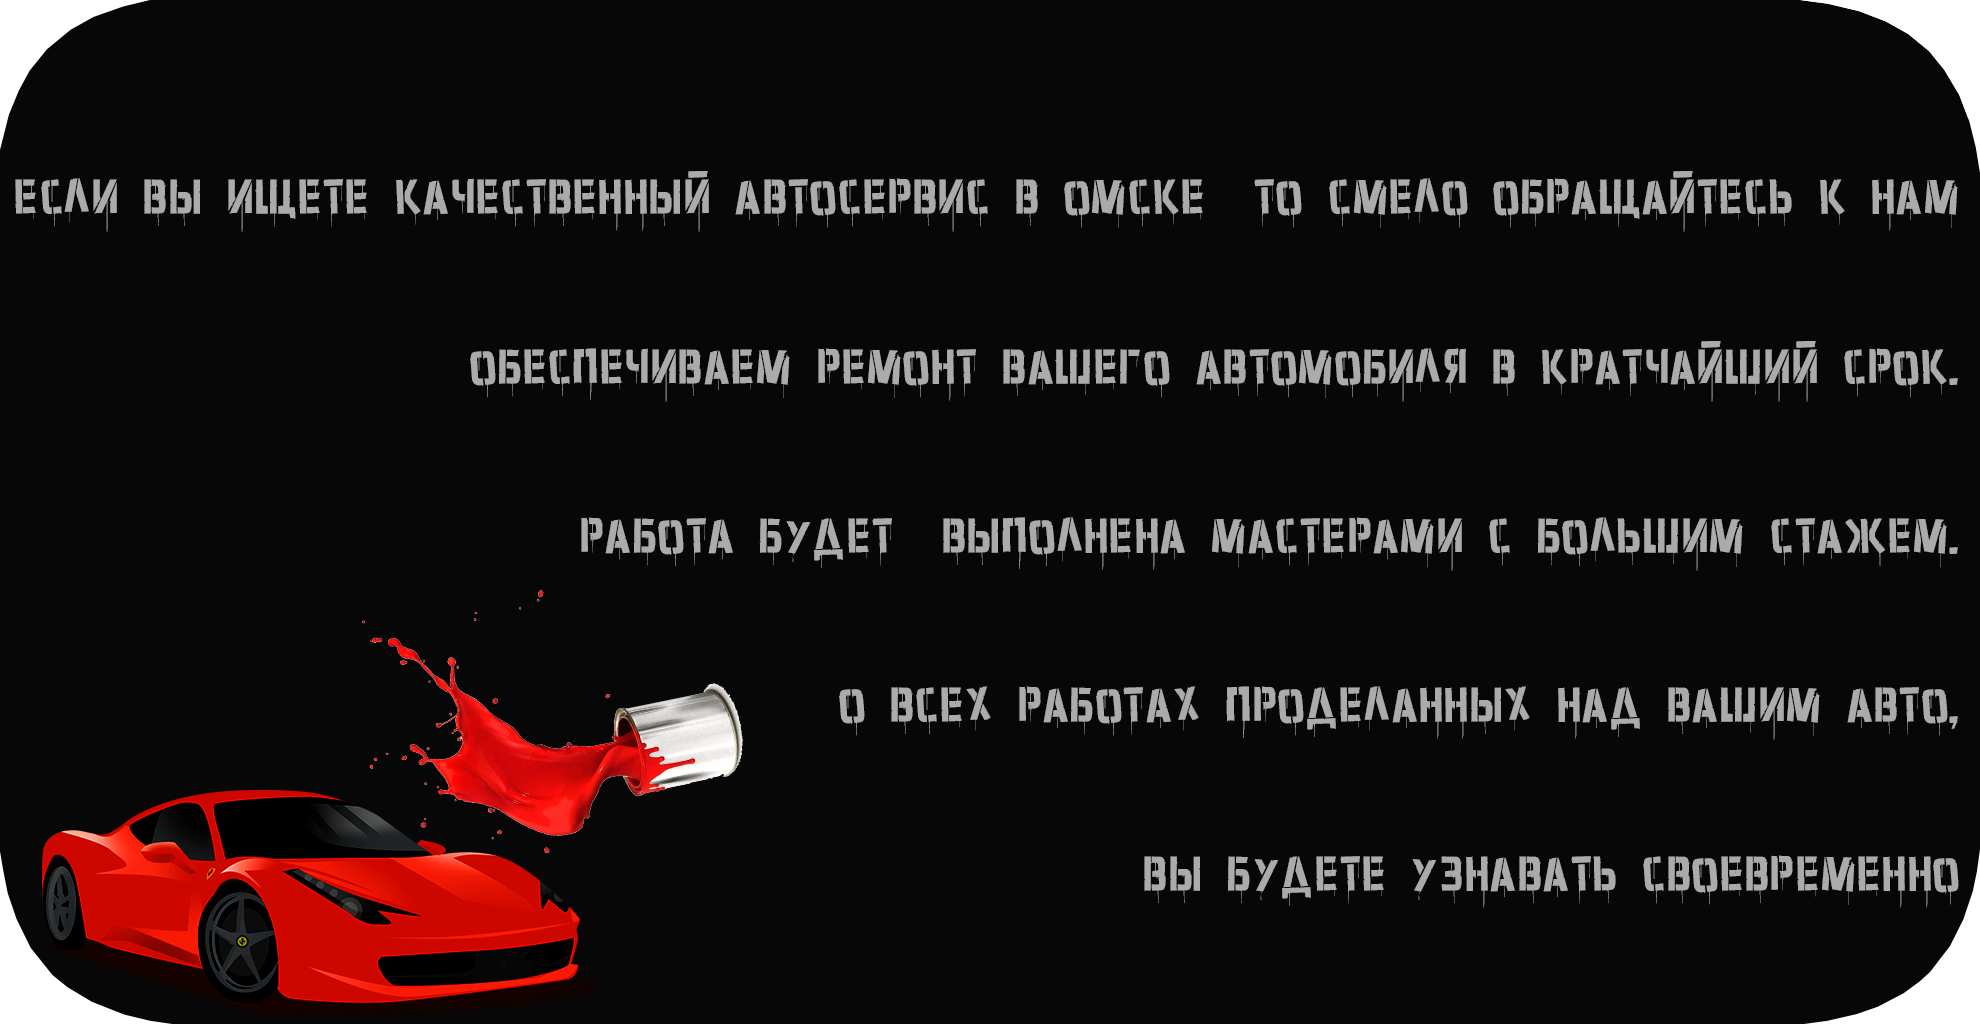 ЕСЛИ ВЫ ИЩЕТЕ КАЧЕСТВЕННЫЙ АВТОСЕРВИС В ОМСКЕ ТО СМЕЛО ОБРАЩАЙТЕСЬ К НАМ
ОБЕСПЕЧИВАЕМ РЕМОНТ ВАШЕГО АВТОМОБИЛЯ В КРАТЧАЙШИЙ СРОК.
РАБОТА БУДЕТ ВЫПОЛНЕНА МАСТЕРАМИ С БОЛЬШИМ СТАЖЕМ.
О ВСЕХ РАБОТАХ ПРОДЕЛАННЫХ НАД ВАШИМ АВТО,
ВЫ БУДЕТЕ УЗНАВАТЬ СВОЕВРЕМЕННО